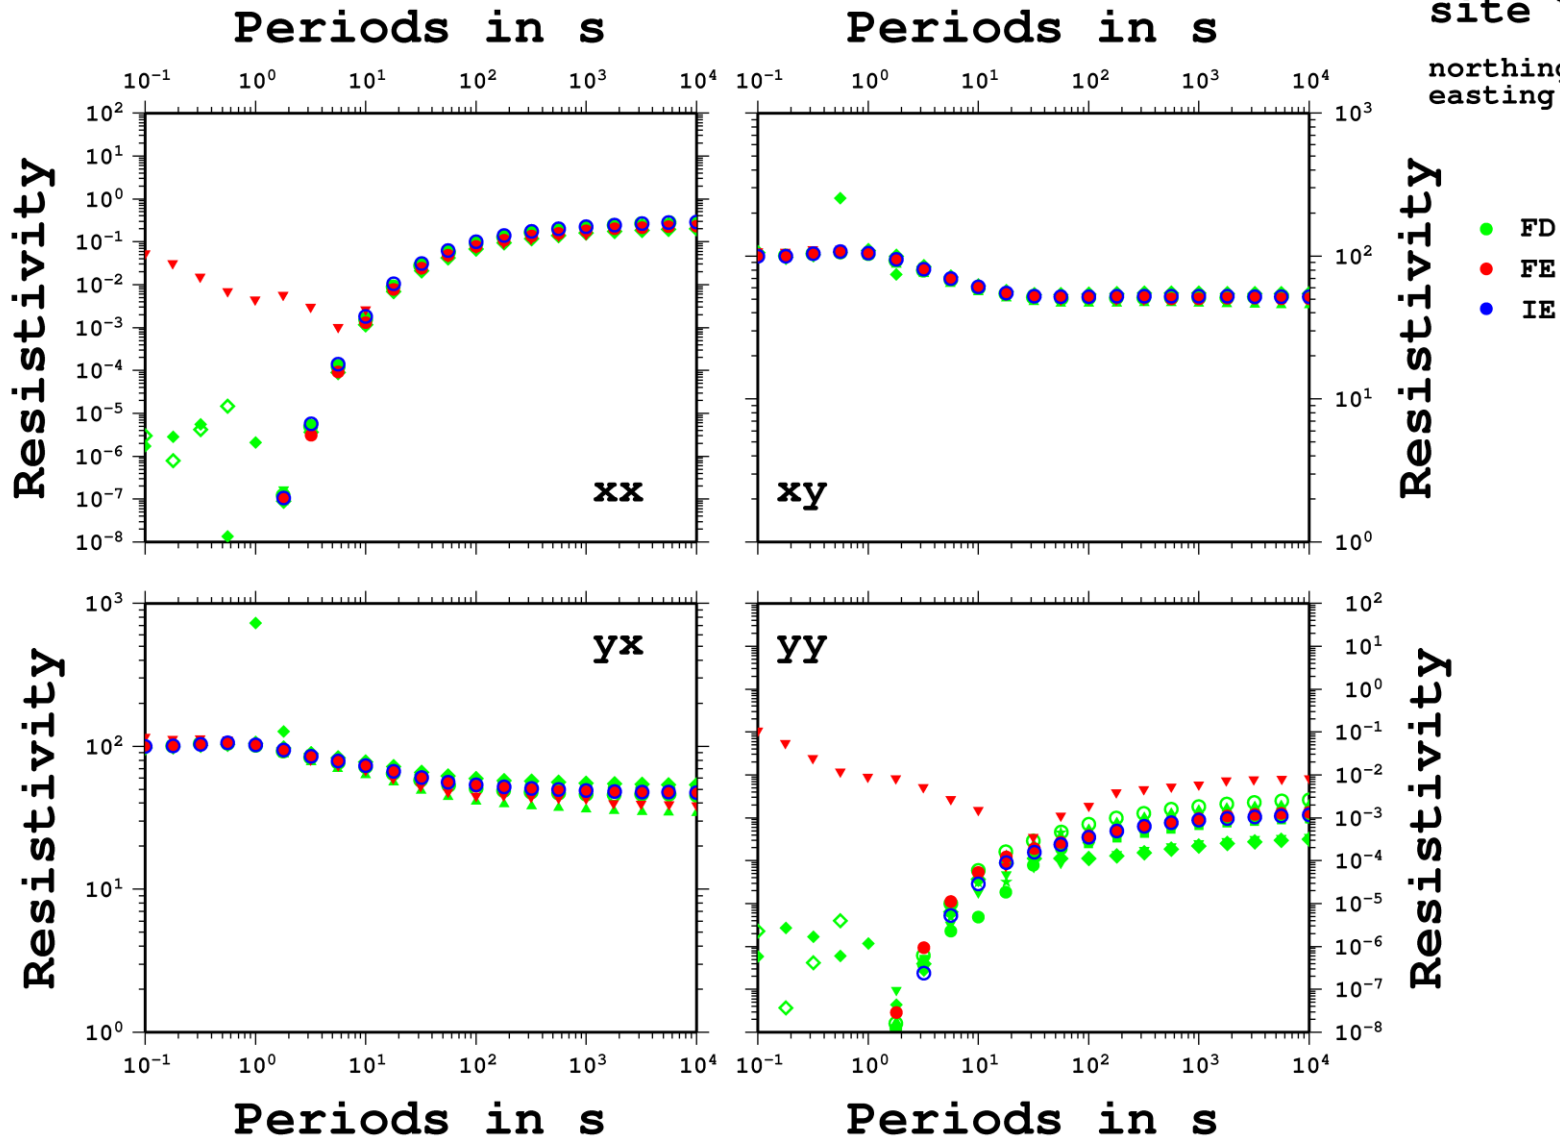 Periods in s
Periods in s
site
10⁻¹ 10⁰ 10¹ 10² 10³ 10⁴
10⁻¹ 10⁰ 10¹ 10² 10³ 10⁴
northing
easting
Resistivity
10² 10¹ 10⁰ 10⁻¹ 10⁻² 10⁻³ 10⁻⁴ 10⁻⁵ 10⁻⁶ 10⁻⁷ 10⁻⁸
xx
xy
10³ 10² 10¹ 10⁰
Resistivity
FD
FE
IE
Resistivity
10³ 10² 10¹ 10⁰
yx
yy
10² 10¹ 10⁰ 10⁻¹ 10⁻² 10⁻³ 10⁻⁴ 10⁻⁵ 10⁻⁶ 10⁻⁷ 10⁻⁸
Resistivity
10⁻¹ 10⁰ 10¹ 10² 10³ 10⁴
10⁻¹ 10⁰ 10¹ 10² 10³ 10⁴
Periods in s
Periods in s